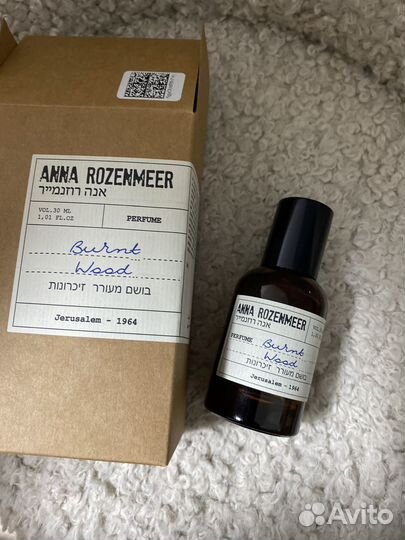 ANNA ROZENMEER
אנה רוזנמייר
VOL.30 ML
1,01 FL.OZ
PERFUME
Burnt
Wood
בושם מעורר זיכרונות
Jerusalem - 1964
ANNA ROZENMEER
אנה רוזנמייר
PERFUME
Burnt
Wood
Jerusalem - 1964
Avito